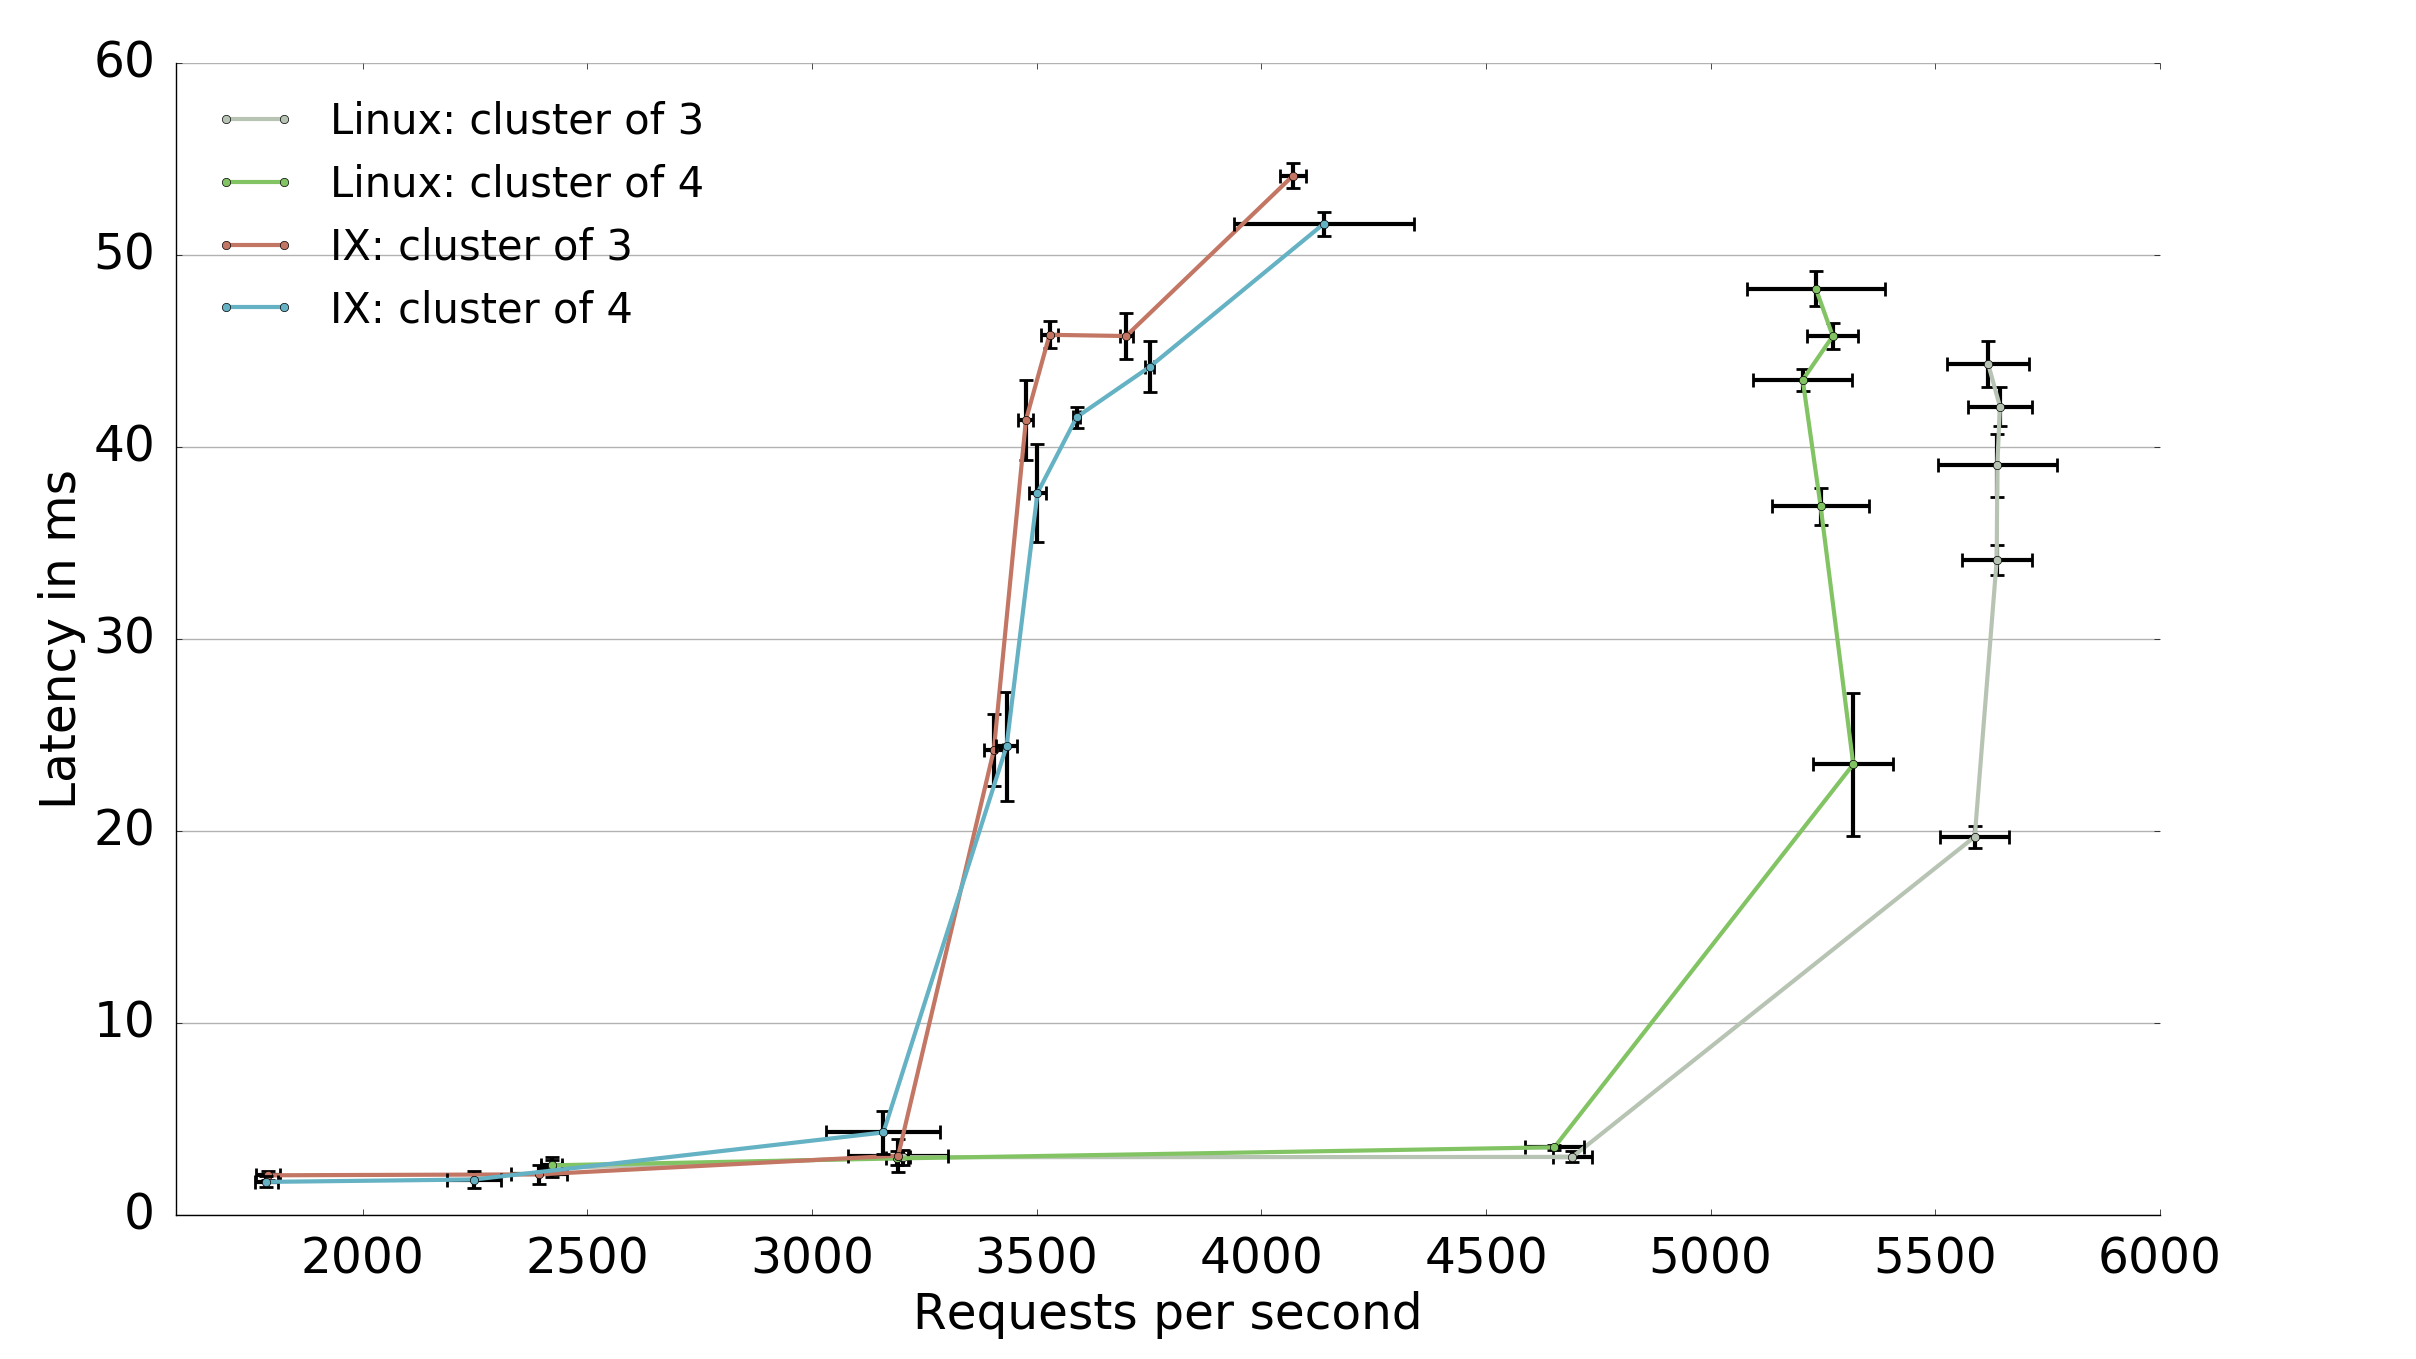 60
50
40
30
20
10
0
Latency in ms
Linux: cluster of 3
Linux: cluster of 4
IX: cluster of 3
IX: cluster of 4
2000 2500 3000 3500 4000 4500 5000 5500 6000
Requests per second